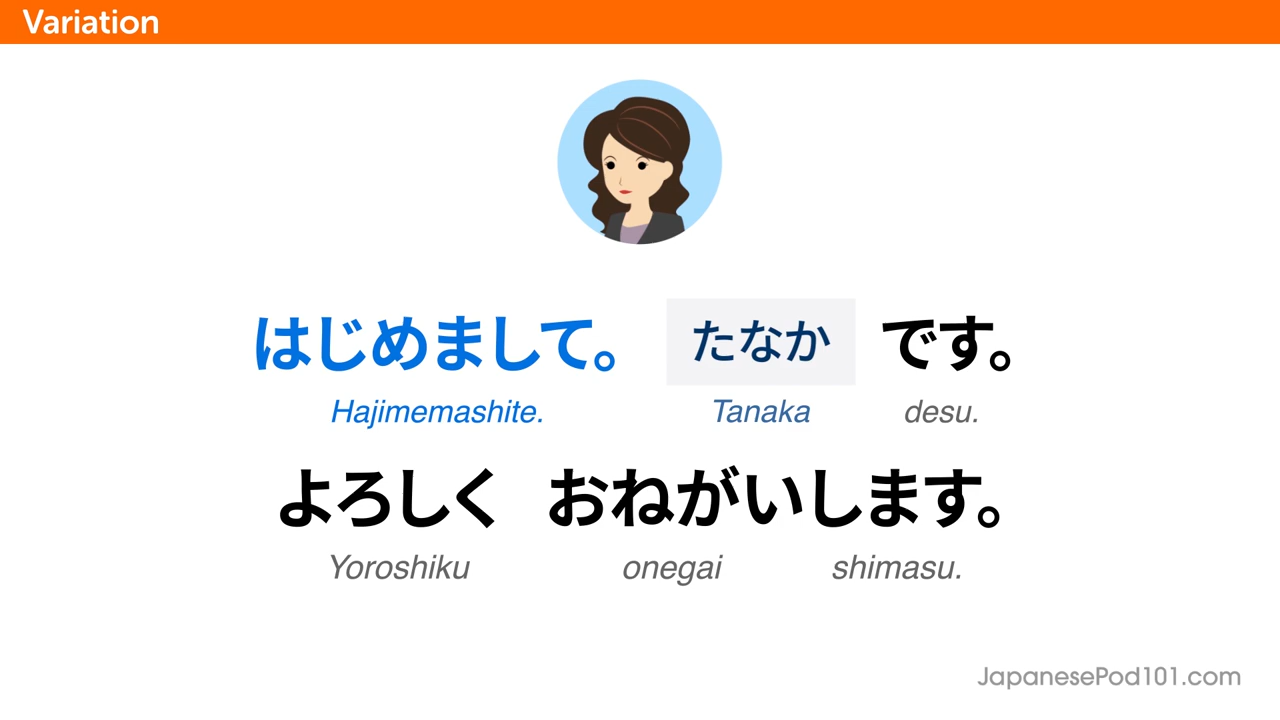 Variation
はじめまして。 たなか です。
Hajimemashite. Tanaka desu.
よろしく おねがいします。
Yoroshiku onegai shimasu.
JapanesePod101.com